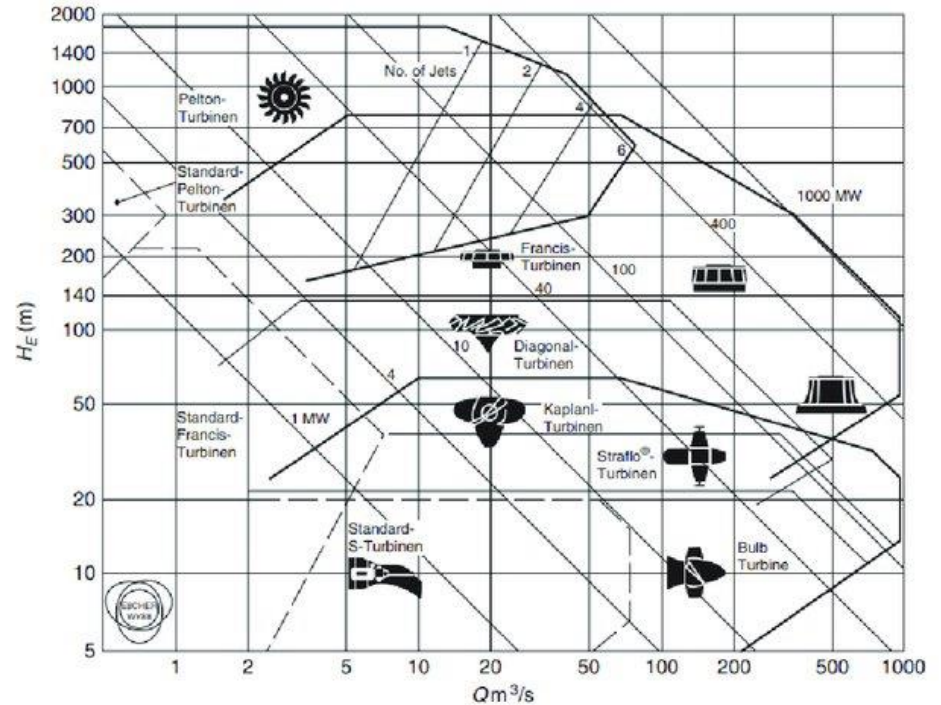 2000
1400
1000
700
500
300
200
140
100
50
20
10
5
H_E (m)
No. of Jets
1
2
4
6
Pelton-
Turbinen
Standard-
Pelton-
Turbinen
1000 MW
400
Francis-
Turbinen
100
40
10
Diagonal-
Turbinen
4
1 MW
Kaplanl-
Turbinen
Standard-
Francis-
Turbinen
Straflo®-
Turbinen
Standard-
S-Turbinen
Bulb
Turbine
1
2
5
10
20
50
100
200
500
1000
Q m³/s